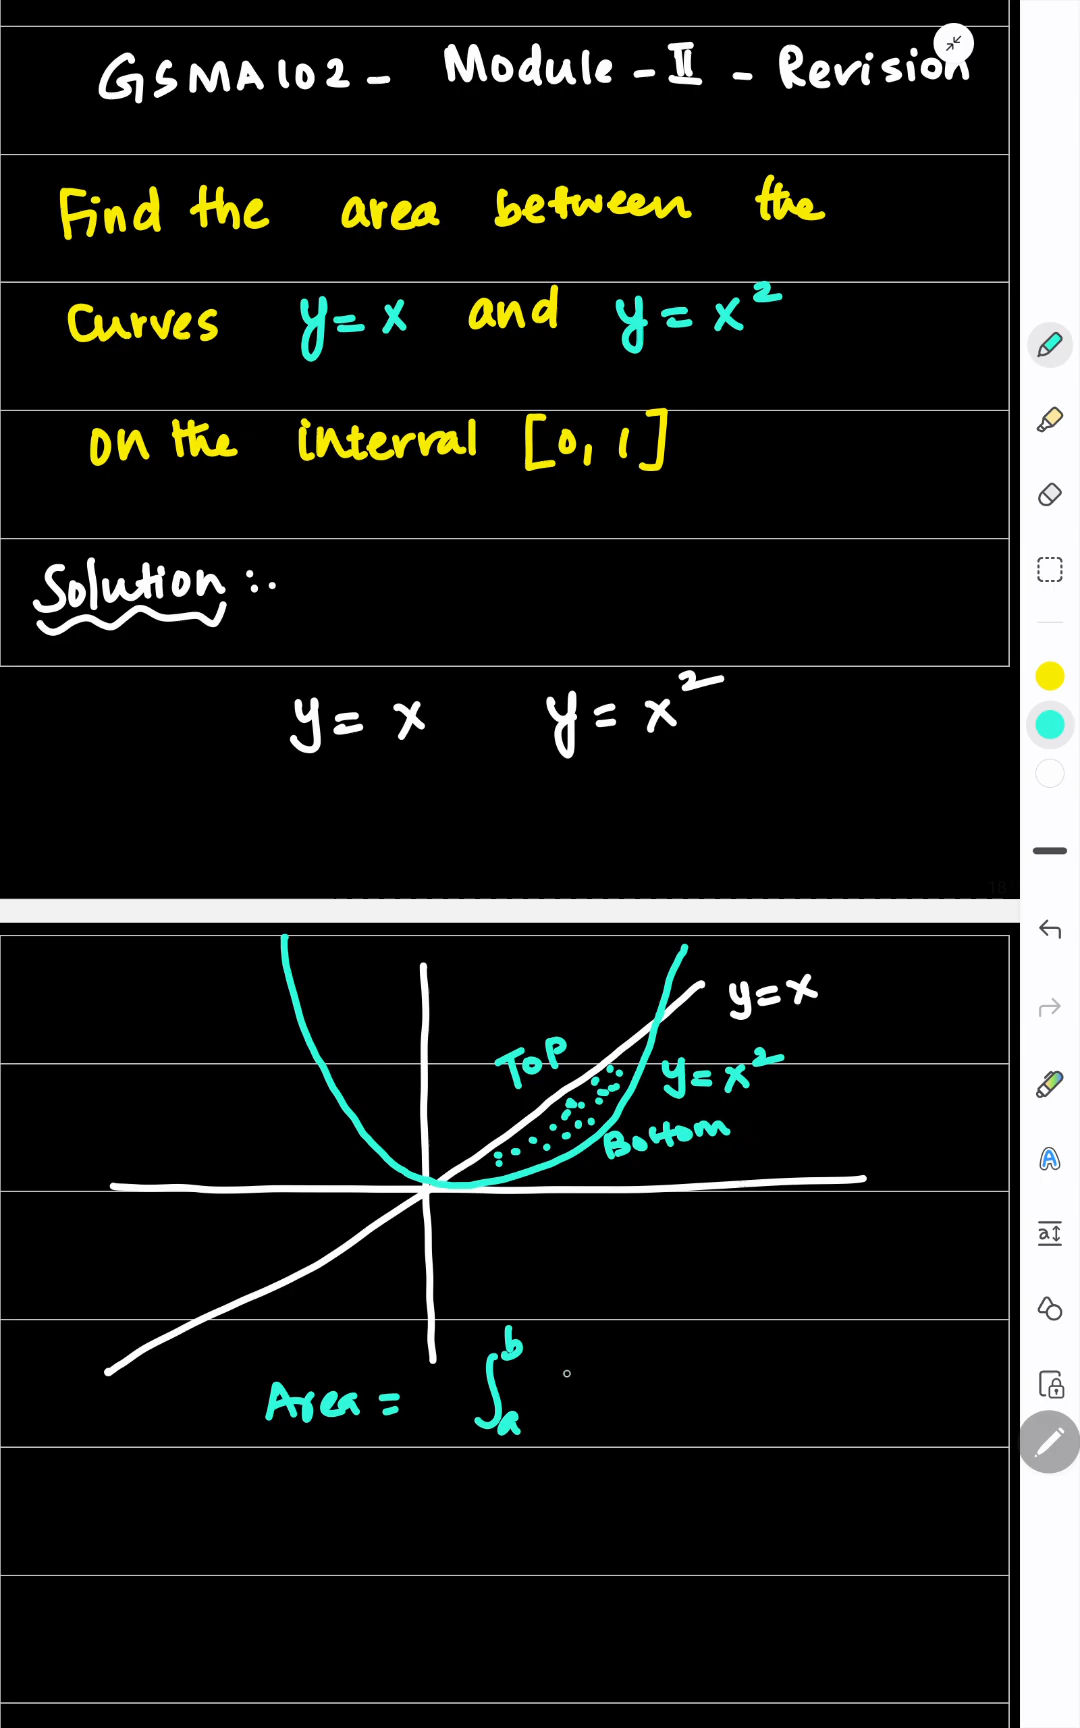 GSMA102 - Module - II - Revision
Find the area between the
curves y = x and y = x²
on the interval [0, 1]
Solution :-
y = x y = x²
18
y = x
Top
y = x²
Bottom
Area = ∫ₐᵇ